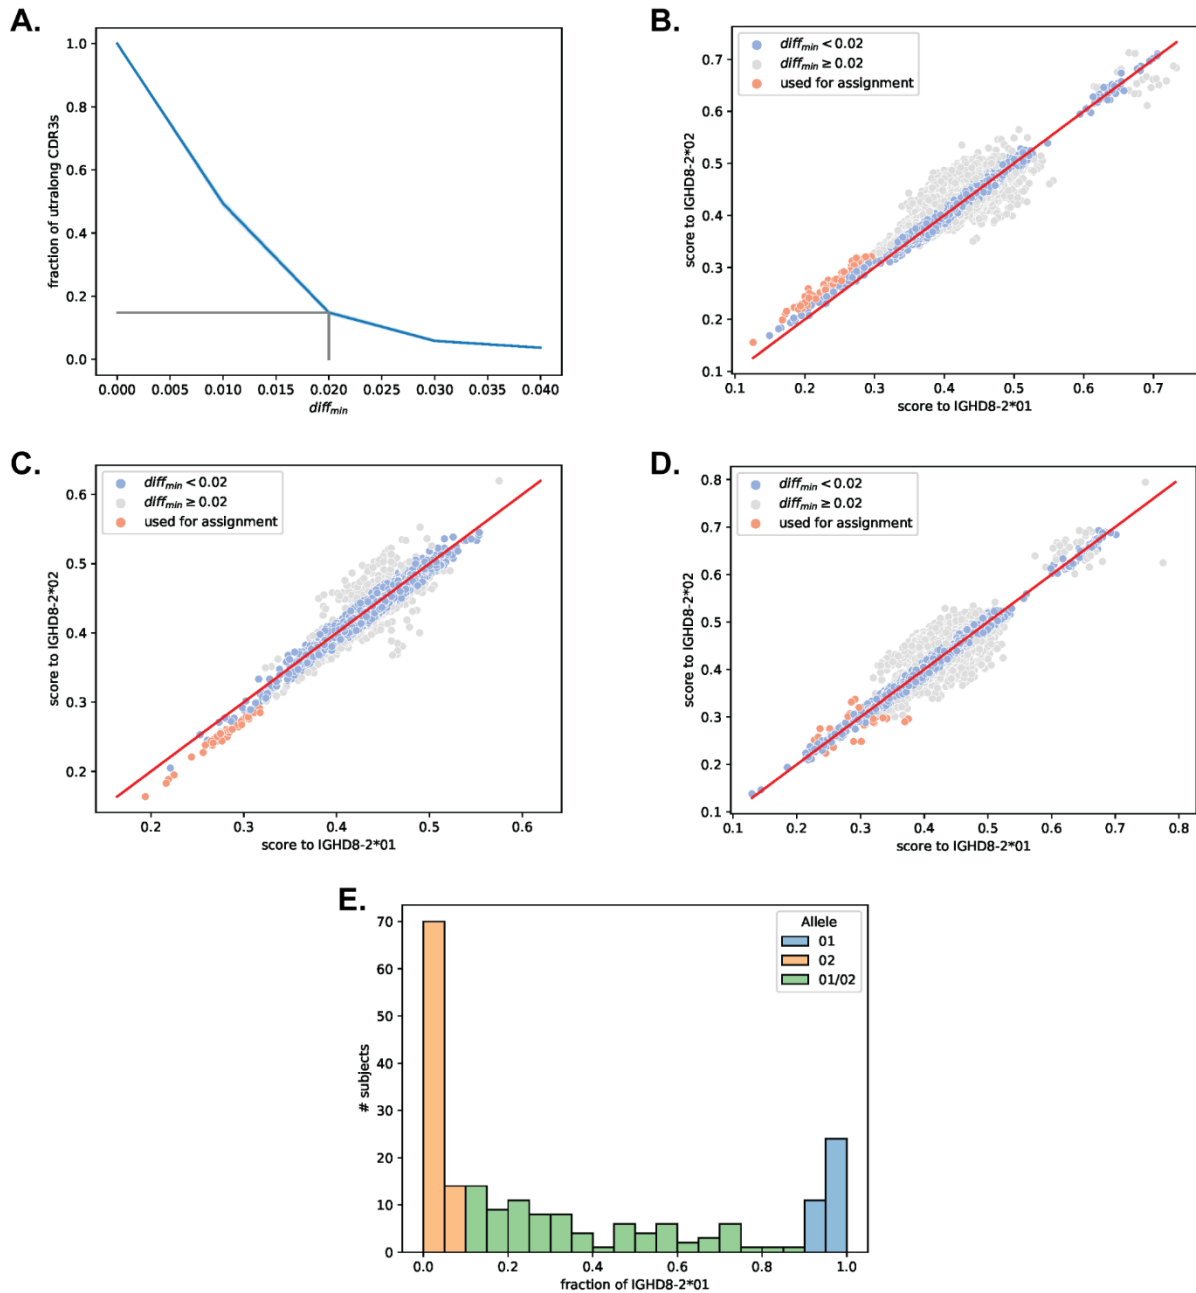 A.
1.0
0.8
0.6
0.4
0.2
0.0
fraction of utralong CDR3s
0.000 0.005 0.010 0.015 0.020 0.025 0.030 0.035 0.040
diff_min
B.
diff_min < 0.02
diff_min ≥ 0.02
used for assignment
0.7
0.6
0.5
0.4
0.3
0.2
0.1
score to IGHD8-2*02
0.1 0.2 0.3 0.4 0.5 0.6 0.7
score to IGHD8-2*01
C.
diff_min < 0.02
diff_min ≥ 0.02
used for assignment
0.6
0.5
0.4
0.3
0.2
score to IGHD8-2*02
0.2 0.3 0.4 0.5 0.6
score to IGHD8-2*01
D.
diff_min < 0.02
diff_min ≥ 0.02
used for assignment
0.8
0.7
0.6
0.5
0.4
0.3
0.2
0.1
score to IGHD8-2*02
0.1 0.2 0.3 0.4 0.5 0.6 0.7 0.8
score to IGHD8-2*01
E.
Allele
01
02
01/02
70
60
50
40
30
20
10
0
# subjects
0.0 0.2 0.4 0.6 0.8 1.0
fraction of IGHD8-2*01